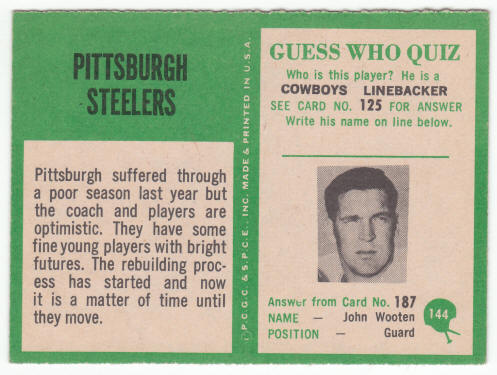 PITTSBURGH
STEELERS
Pittsburgh suffered through
a poor season last year but
the coach and players are
optimistic. They have some
fine young players with bright
futures. The rebuilding proc-
ess has started and now
it is a matter of time until
they move.
©P.C.G.C. & S.P.C.E., INC. MADE & PRINTED IN U.S.A.
GUESS WHO QUIZ
Who is this player? He is a
COWBOYS LINEBACKER
SEE CARD NO. 125 FOR ANSWER
Write his name on line below.
Answer from Card No. 187
NAME — John Wooten
POSITION — Guard
144